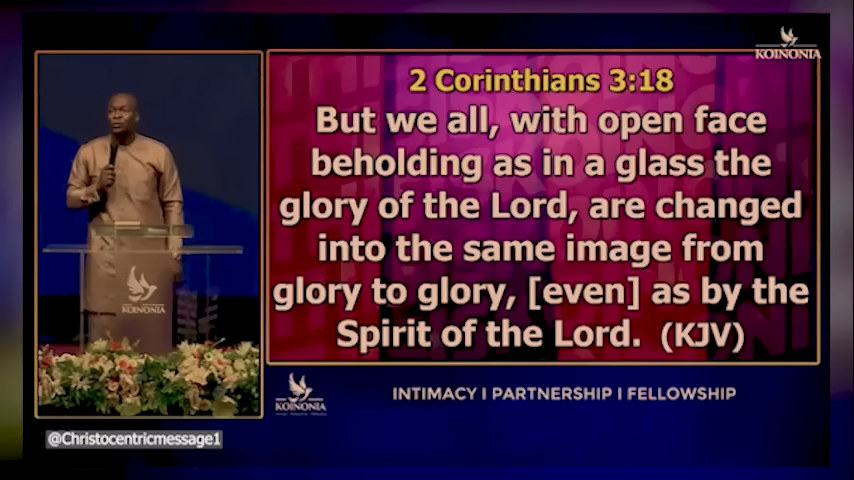 KOINONIA
2 Corinthians 3:18
But we all, with open face
beholding as in a glass the
glory of the Lord, are changed
into the same image from
glory to glory, [even] as by the
Spirit of the Lord. (KJV)
KOINONIA
KOINONIA
INTIMACY I PARTNERSHIP I FELLOWSHIP
@Christocentricmessage1